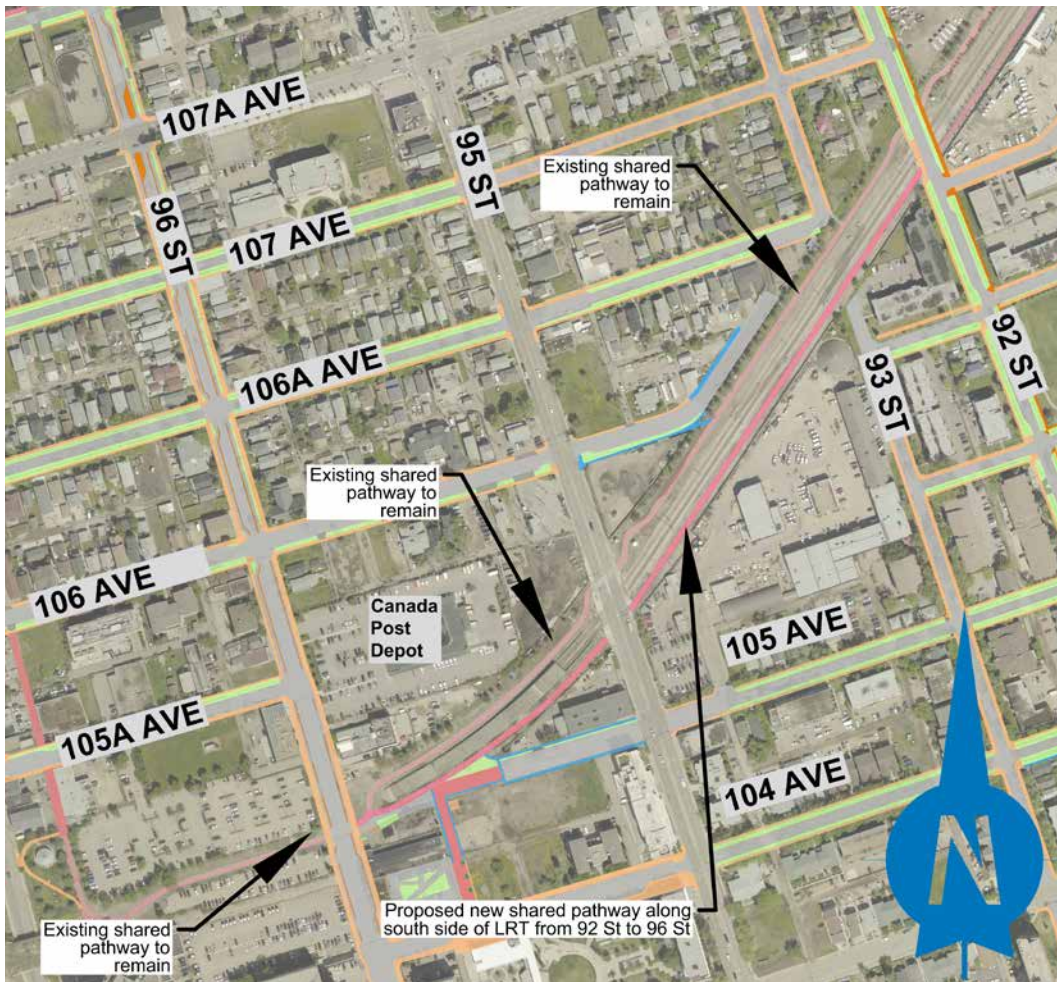 107A AVE
95 ST
Existing shared
pathway to
remain
96 ST
107 AVE
106A AVE
92 ST
93 ST
Existing shared
pathway to
remain
106 AVE
Canada
Post
Depot
105 AVE
105A AVE
104 AVE
N
Proposed new shared pathway along
south side of LRT from 92 St to 96 St
Existing shared
pathway to
remain